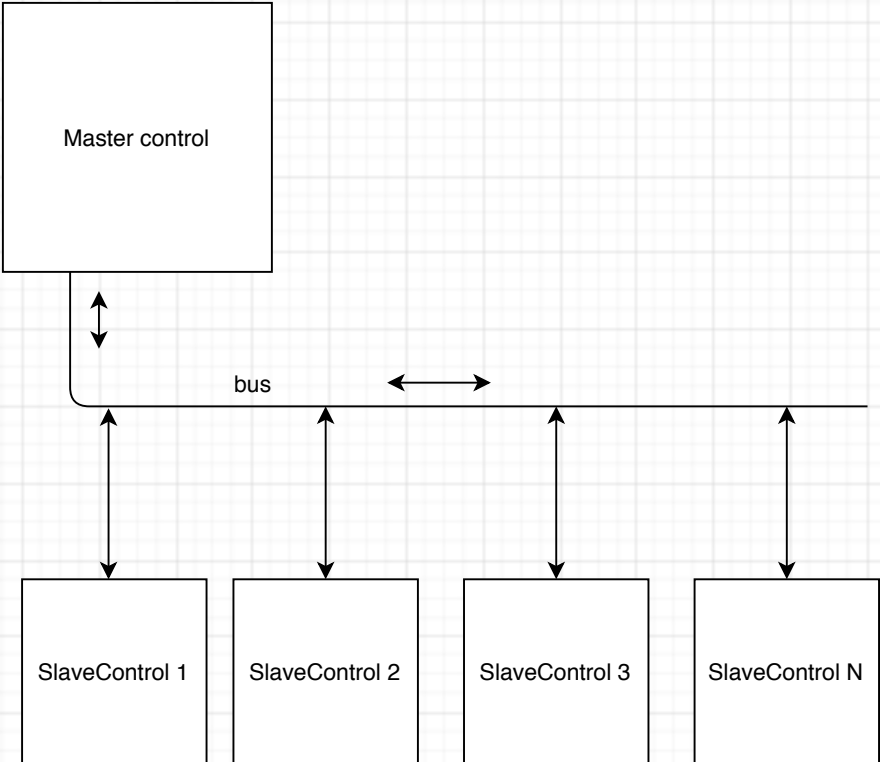 Master control
bus
SlaveControl 1
SlaveControl 2
SlaveControl 3
SlaveControl N